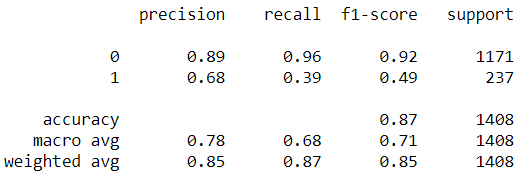 precision recall f1-score support
0 0.89 0.96 0.92 1171
1 0.68 0.39 0.49 237
accuracy 0.87 1408
macro avg 0.78 0.68 0.71 1408
weighted avg 0.85 0.87 0.85 1408